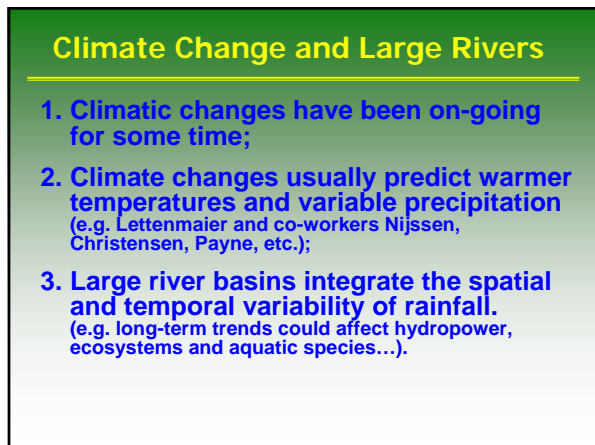 Climate Change and Large Rivers
1. Climatic changes have been on-going
for some time;
2. Climate changes usually predict warmer
temperatures and variable precipitation
(e.g. Lettenmaier and co-workers Nijssen,
Christensen, Payne, etc.);
3. Large river basins integrate the spatial
and temporal variability of rainfall.
(e.g. long-term trends could affect hydropower,
ecosystems and aquatic species…).